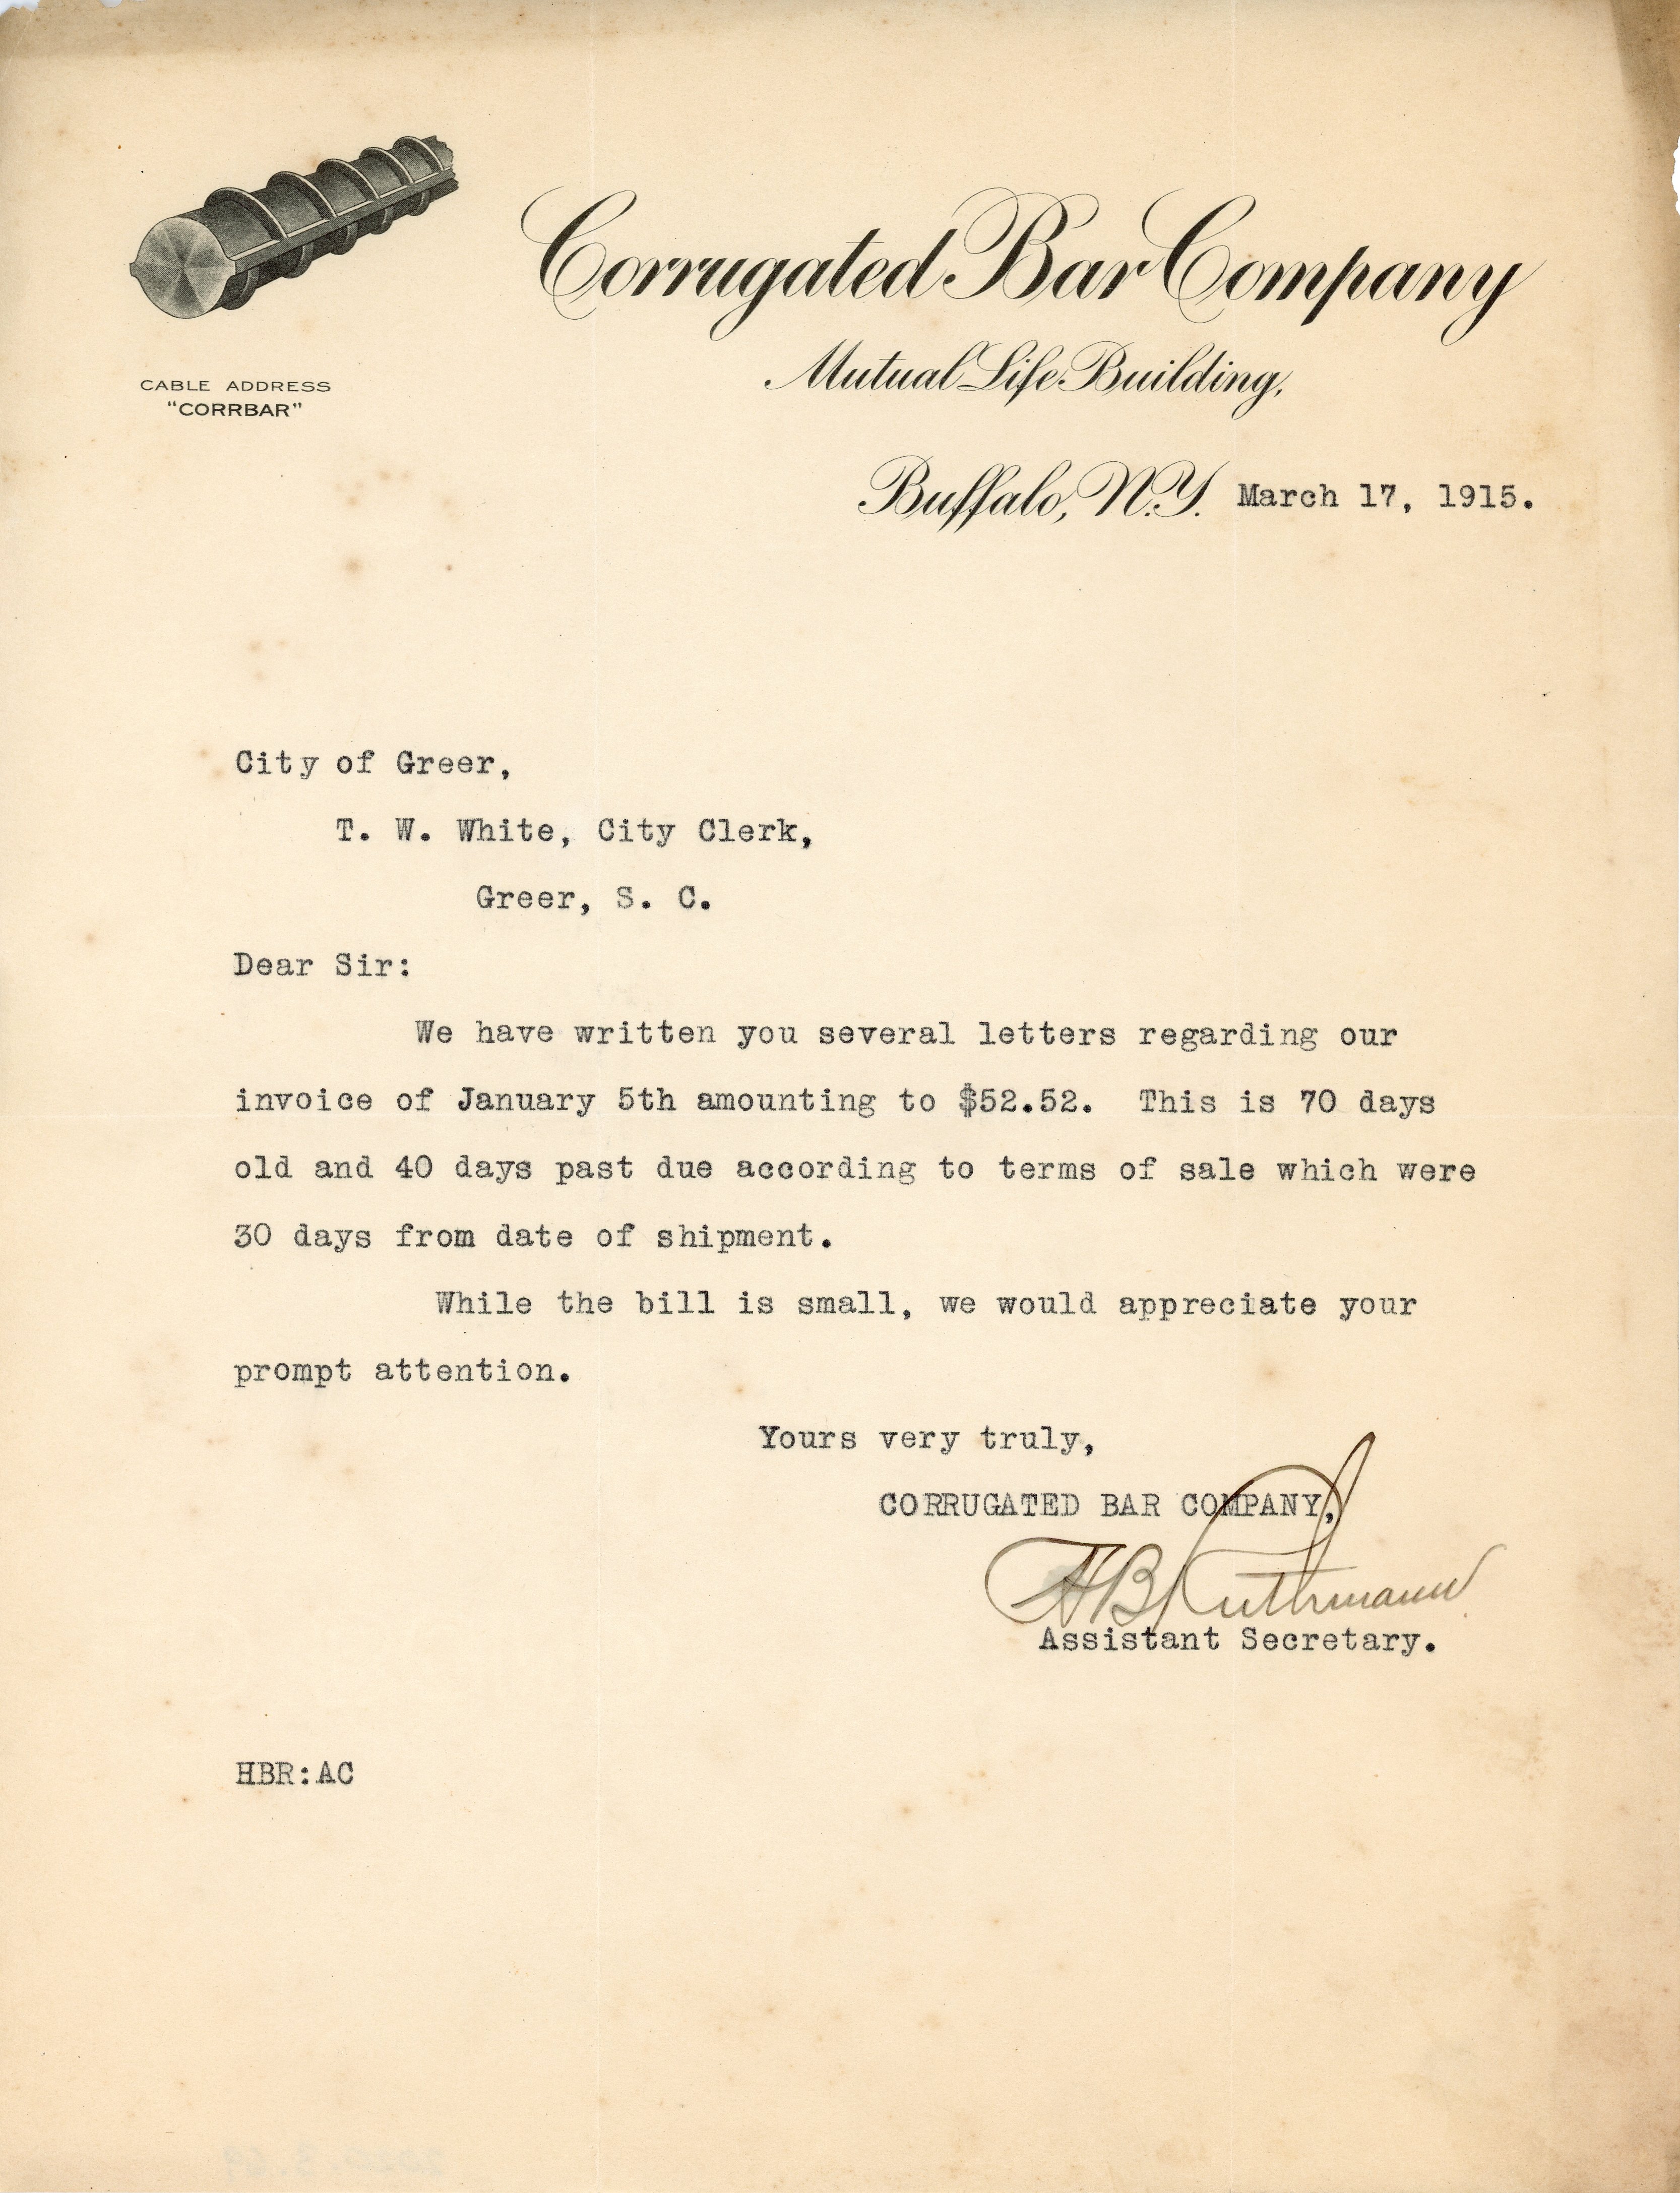 Corrugated Bar Company
Mutual Life Building,
CABLE ADDRESS
"CORRBAR"
Buffalo, N.Y. March 17, 1915.
City of Greer,
T. W. White, City Clerk,
Greer, S. C.
Dear Sir:
We have written you several letters regarding our
invoice of January 5th amounting to $52.52. This is 70 days
old and 40 days past due according to terms of sale which were
30 days from date of shipment.
While the bill is small, we would appreciate your
prompt attention.
Yours very truly,
CORRUGATED BAR COMPANY,
HB Ruthmann
Assistant Secretary.
HBR:AC